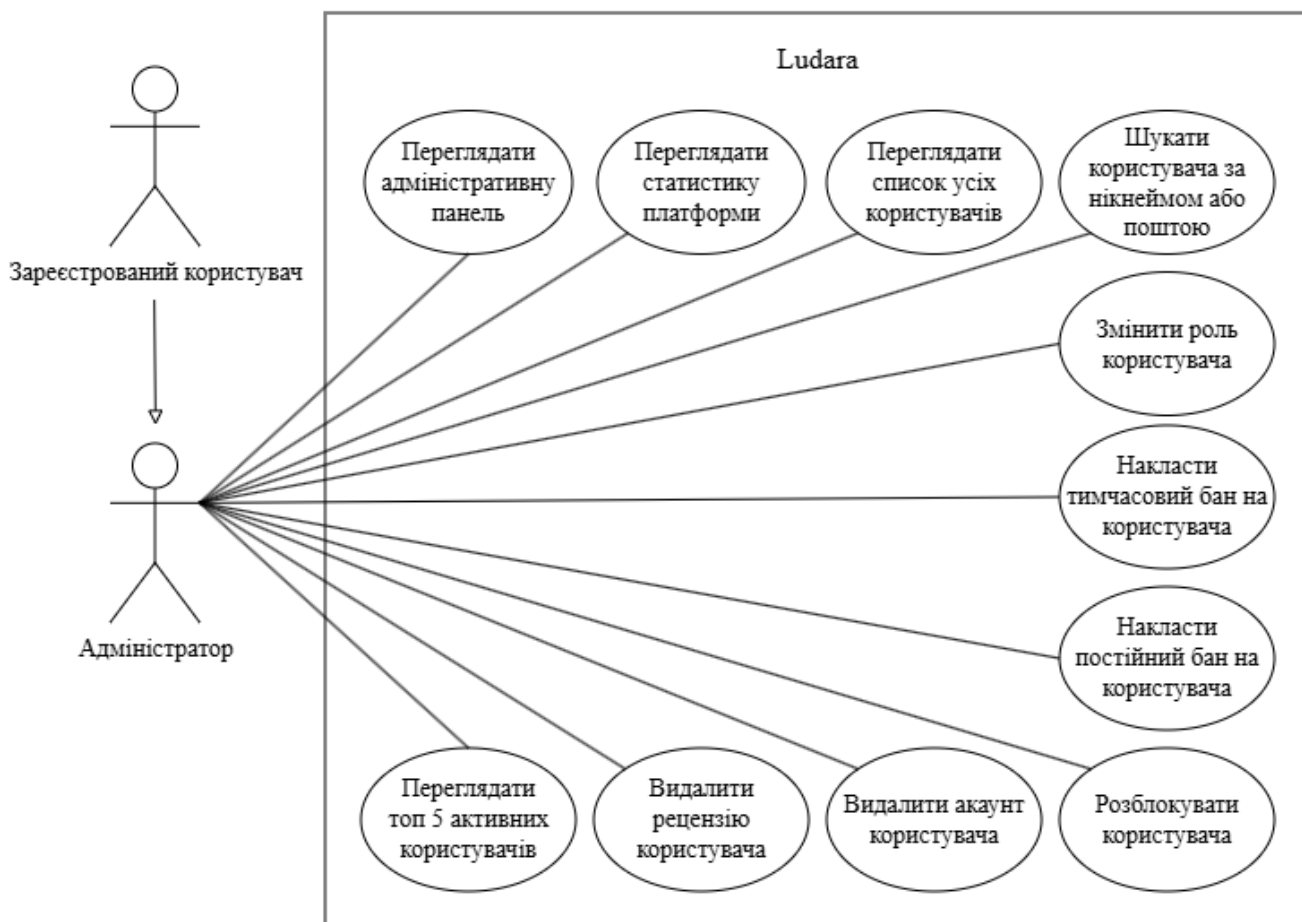 Ludara
Переглядати
адміністративну
панель
Переглядати
статистику
платформи
Переглядати
список усіх
користувачів
Шукати
користувача за
нікнеймом або
поштою
Зареєстрований користувач
Змінити роль
користувача
Накласти
тимчасовий бан на
користувача
Адміністратор
Накласти
постійний бан на
користувача
Переглядати
топ 5 активних
користувачів
Видалити
рецензію
користувача
Видалити акаунт
користувача
Розблокувати
користувача